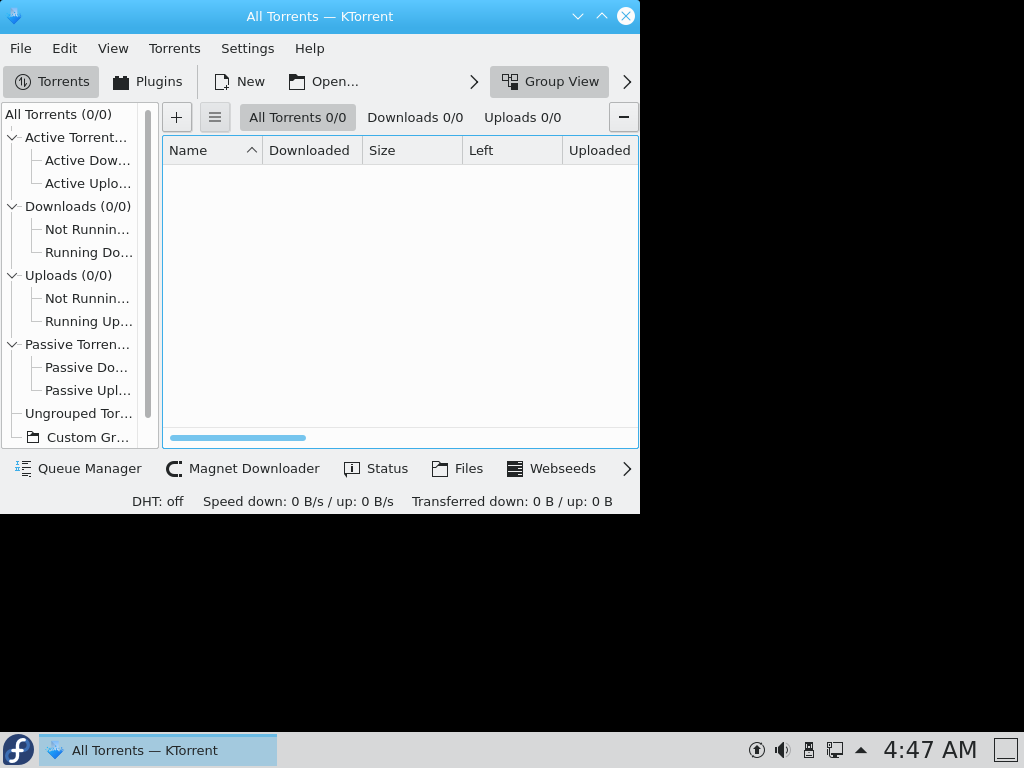 All Torrents — KTorrent
File Edit View Torrents Settings Help
Torrents Plugins New Open... Group View
All Torrents (0/0)
Active Torrent...
Active Dow...
Active Uplo...
Downloads (0/0)
Not Runnin...
Running Do...
Uploads (0/0)
Not Runnin...
Running Up...
Passive Torren...
Passive Do...
Passive Upl...
Ungrouped Tor...
Custom Gr...
All Torrents 0/0 Downloads 0/0 Uploads 0/0
Name Downloaded Size Left Uploaded
Queue Manager Magnet Downloader Status Files Webseeds
DHT: off Speed down: 0 B/s / up: 0 B/s Transferred down: 0 B / up: 0 B
All Torrents — KTorrent
4:47 AM